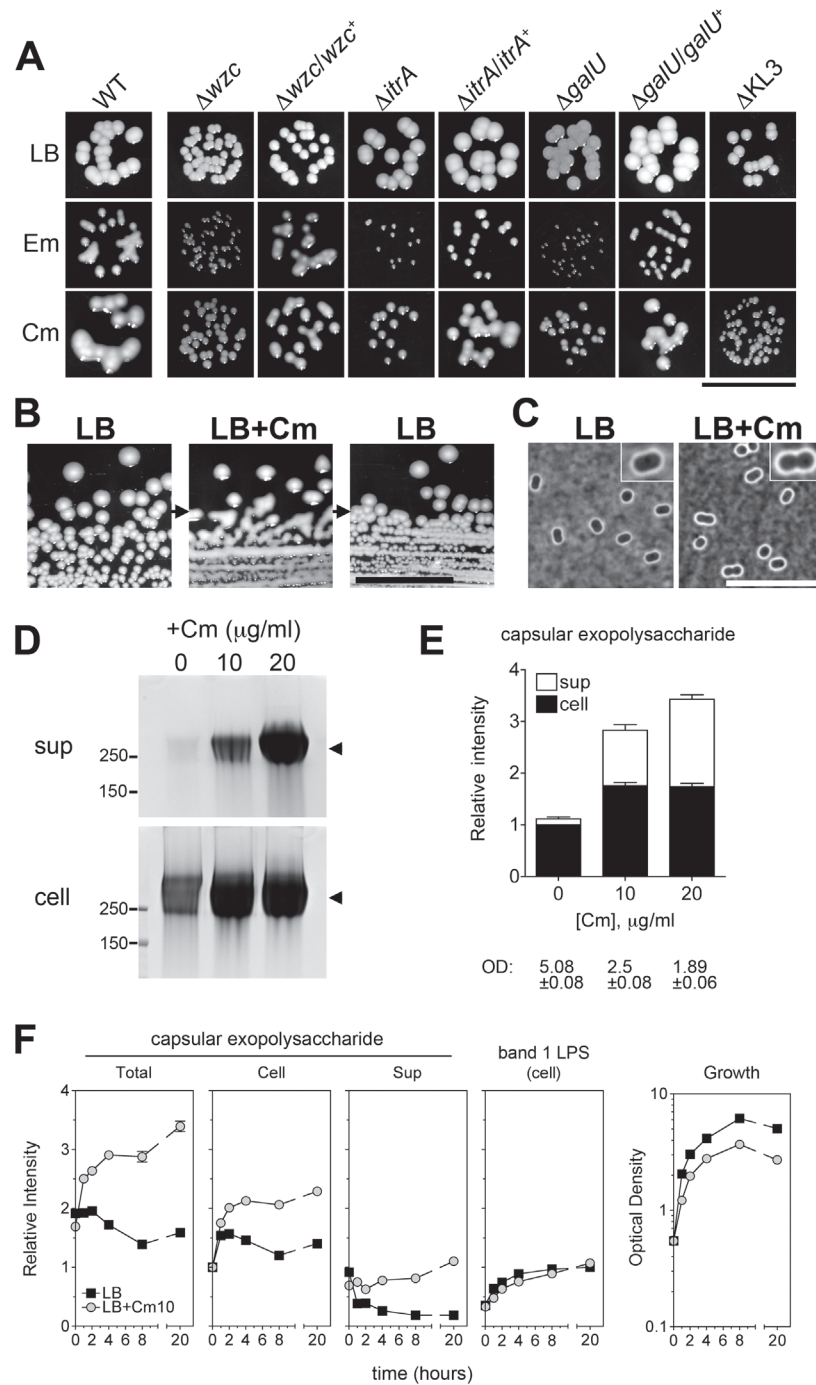 A
WT
Δwzc
Δwzc/wzc⁺
ΔitrA
ΔitrA/itrA⁺
ΔgalU
ΔgalU/galU⁺
ΔKL3
LB
Em
Cm
B
LB
LB+Cm
LB
C
LB
LB+Cm
D
+Cm (μg/ml)
0 10 20
sup
250
150
cell
250
150
E
capsular exopolysaccharide
sup
cell
Relative intensity
4
3
2
1
0
0 10 20
[Cm], μg/ml
OD: 5.08 2.5 1.89
±0.08 ±0.08 ±0.06
F
capsular exopolysaccharide
Total
Cell
Sup
band 1 LPS
(cell)
Growth
Relative Intensity
4
3
2
1
0
LB
LB+Cm10
Optical Density
10
1
0.1
0 2 4 6 8 20
0 2 4 6 8 20
0 2 4 6 8 20
0 2 4 6 8 20
0 2 4 6 8 20
time (hours)